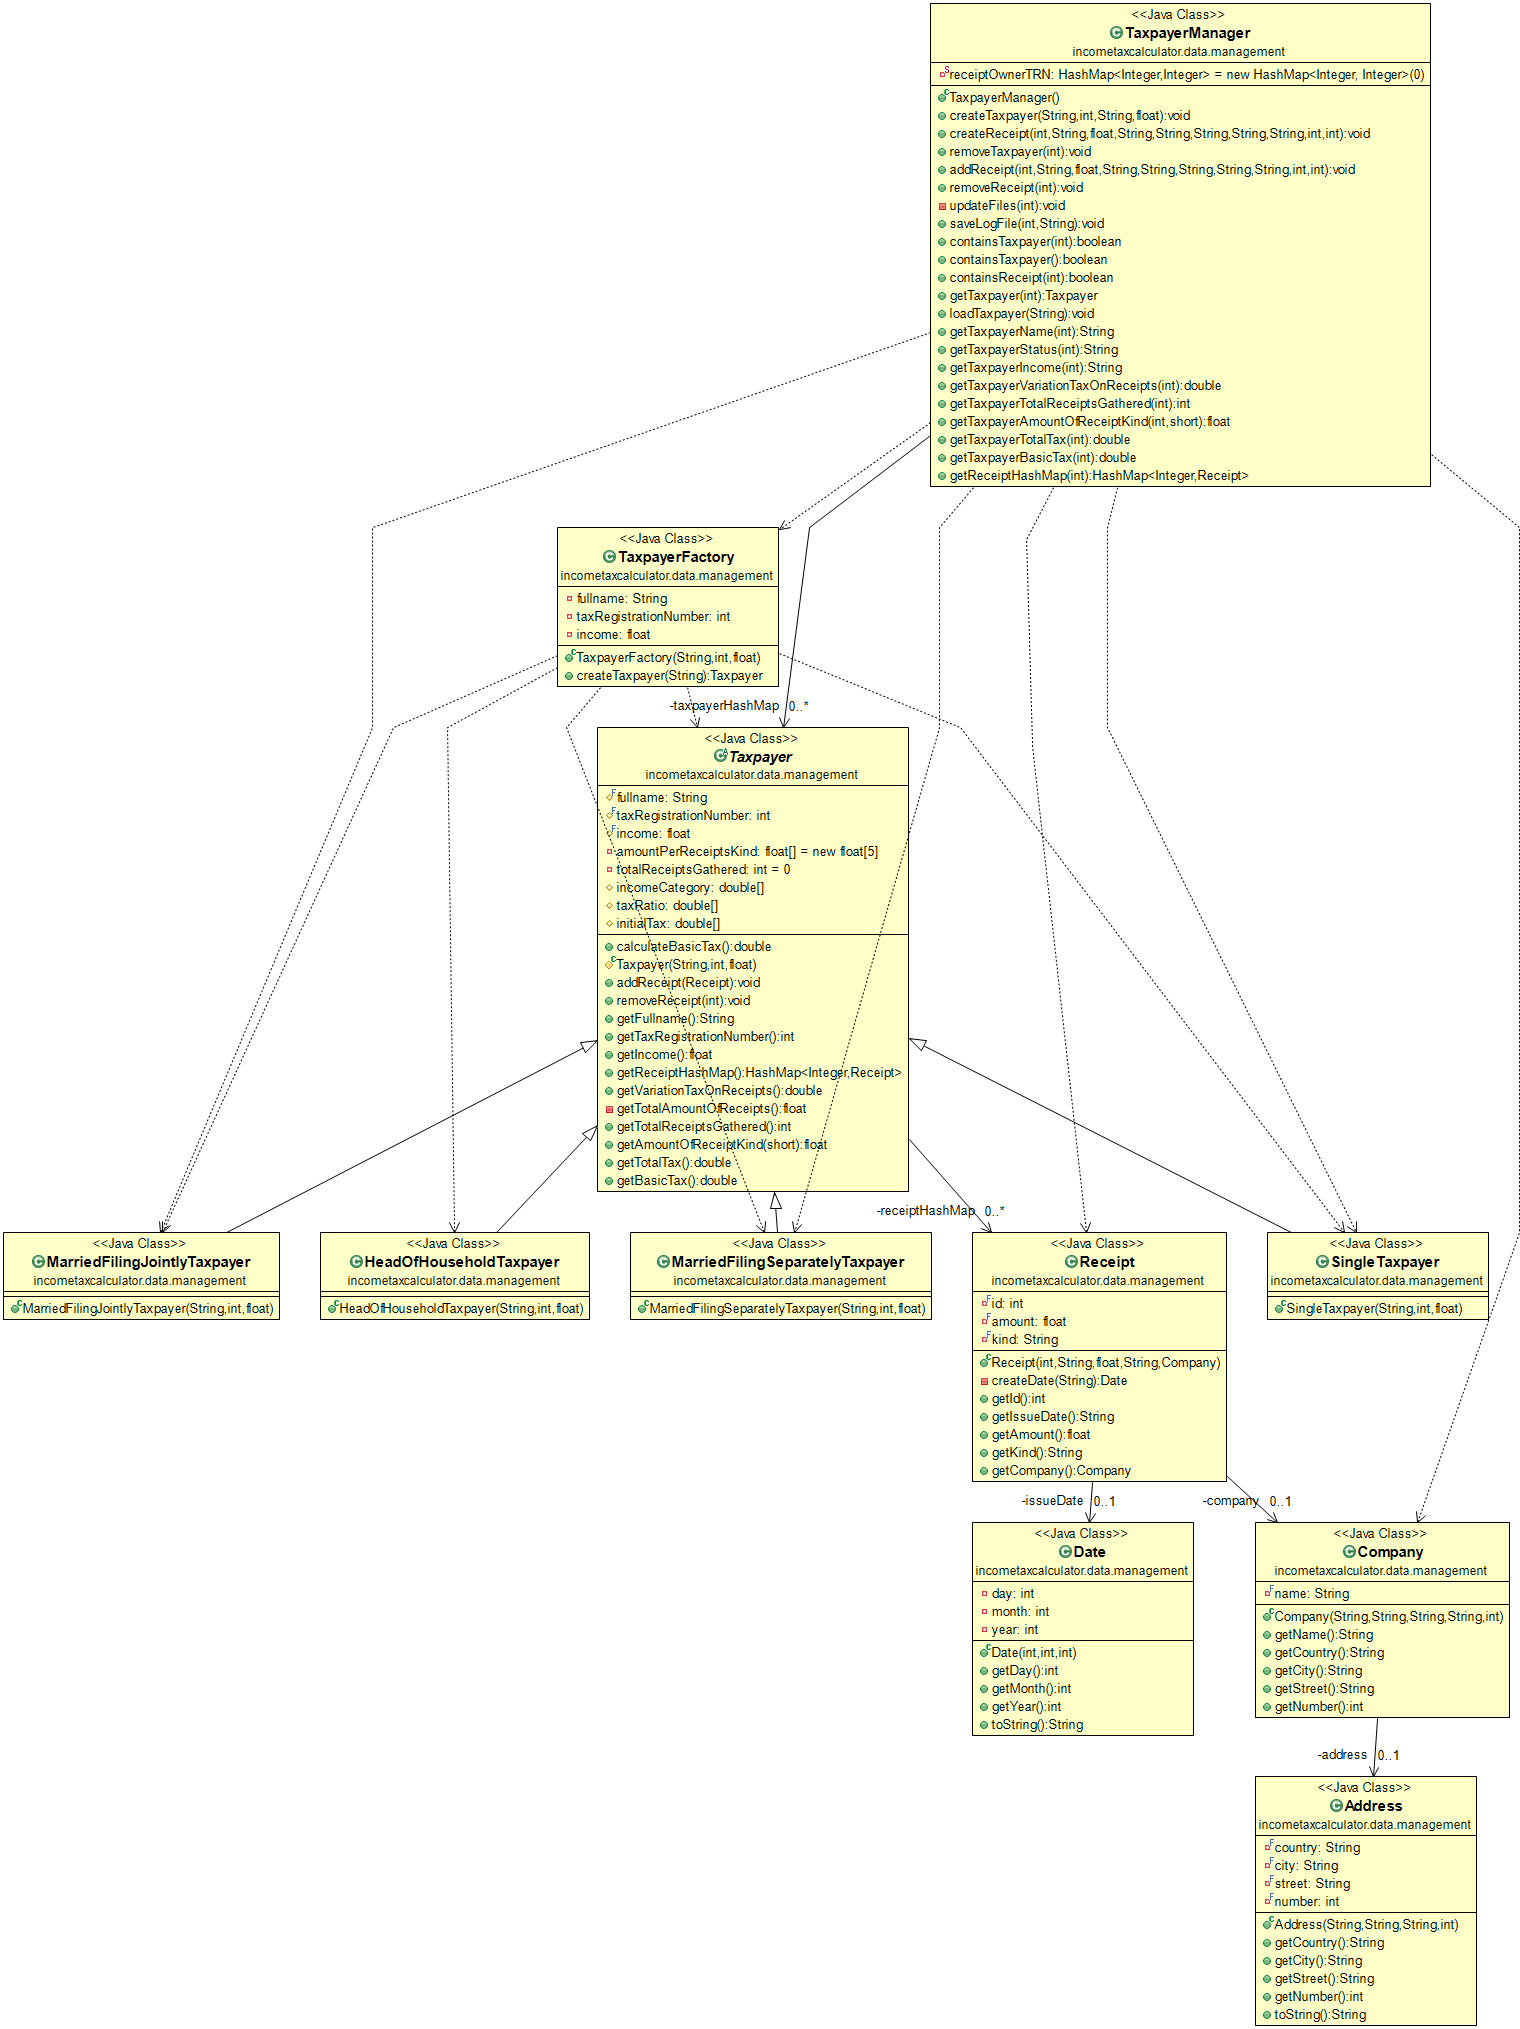 <<Java Class>>
TaxpayerManager
incometaxcalculator.data.management
receiptOwnerTRN: HashMap<Integer,Integer> = new HashMap<Integer, Integer>(0)
TaxpayerManager()
createTaxpayer(String,int,String,float):void
createReceipt(int,String,float,String,String,String,String,String,int,int):void
removeTaxpayer(int):void
addReceipt(int,String,float,String,String,String,String,String,int,int):void
removeReceipt(int):void
updateFiles(int):void
saveLogFile(int,String):void
containsTaxpayer(int):boolean
containsTaxpayer():boolean
containsReceipt(int):boolean
getTaxpayer(int):Taxpayer
loadTaxpayer(String):void
getTaxpayerName(int):String
getTaxpayerStatus(int):String
getTaxpayerIncome(int):String
getTaxpayerVariationTaxOnReceipts(int):double
getTaxpayerTotalReceiptsGathered(int):int
getTaxpayerAmountOfReceiptKind(int,short):float
getTaxpayerTotalTax(int):double
getTaxpayerBasicTax(int):double
getReceiptHashMap(int):HashMap<Integer,Receipt>
<<Java Class>>
TaxpayerFactory
incometaxcalculator.data.management
fullname: String
taxRegistrationNumber: int
income: float
TaxpayerFactory(String,int,float)
createTaxpayer(String):Taxpayer
-taxpayerHashMap 0..*
<<Java Class>>
Taxpayer
incometaxcalculator.data.management
fullname: String
taxRegistrationNumber: int
income: float
amountPerReceiptsKind: float[] = new float[5]
totalReceiptsGathered: int = 0
incomeCategory: double[]
taxRatio: double[]
initialTax: double[]
calculateBasicTax():double
Taxpayer(String,int,float)
addReceipt(Receipt):void
removeReceipt(int):void
getFullname():String
getTaxRegistrationNumber():int
getIncome():float
getReceiptHashMap():HashMap<Integer,Receipt>
getVariationTaxOnReceipts():double
getTotalAmountOfReceipts():float
getTotalReceiptsGathered():int
getAmountOfReceiptKind(short):float
getTotalTax():double
getBasicTax():double
-receiptHashMap 0..*
<<Java Class>>
MarriedFilingJointlyTaxpayer
incometaxcalculator.data.management
MarriedFilingJointlyTaxpayer(String,int,float)
<<Java Class>>
HeadOfHouseholdTaxpayer
incometaxcalculator.data.management
HeadOfHouseholdTaxpayer(String,int,float)
<<Java Class>>
MarriedFilingSeparatelyTaxpayer
incometaxcalculator.data.management
MarriedFilingSeparatelyTaxpayer(String,int,float)
<<Java Class>>
Receipt
incometaxcalculator.data.management
id: int
amount: float
kind: String
Receipt(int,String,float,String,Company)
createDate(String):Date
getId():int
getIssueDate():String
getAmount():float
getKind():String
getCompany():Company
<<Java Class>>
SingleTaxpayer
incometaxcalculator.data.management
SingleTaxpayer(String,int,float)
-issueDate 0..1
-company 0..1
<<Java Class>>
Date
incometaxcalculator.data.management
day: int
month: int
year: int
Date(int,int,int)
getDay():int
getMonth():int
getYear():int
toString():String
<<Java Class>>
Company
incometaxcalculator.data.management
name: String
Company(String,String,String,String,int)
getName():String
getCountry():String
getCity():String
getStreet():String
getNumber():int
-address 0..1
<<Java Class>>
Address
incometaxcalculator.data.management
country: String
city: String
street: String
number: int
Address(String,String,String,int)
getCountry():String
getCity():String
getStreet():String
getNumber():int
toString():String